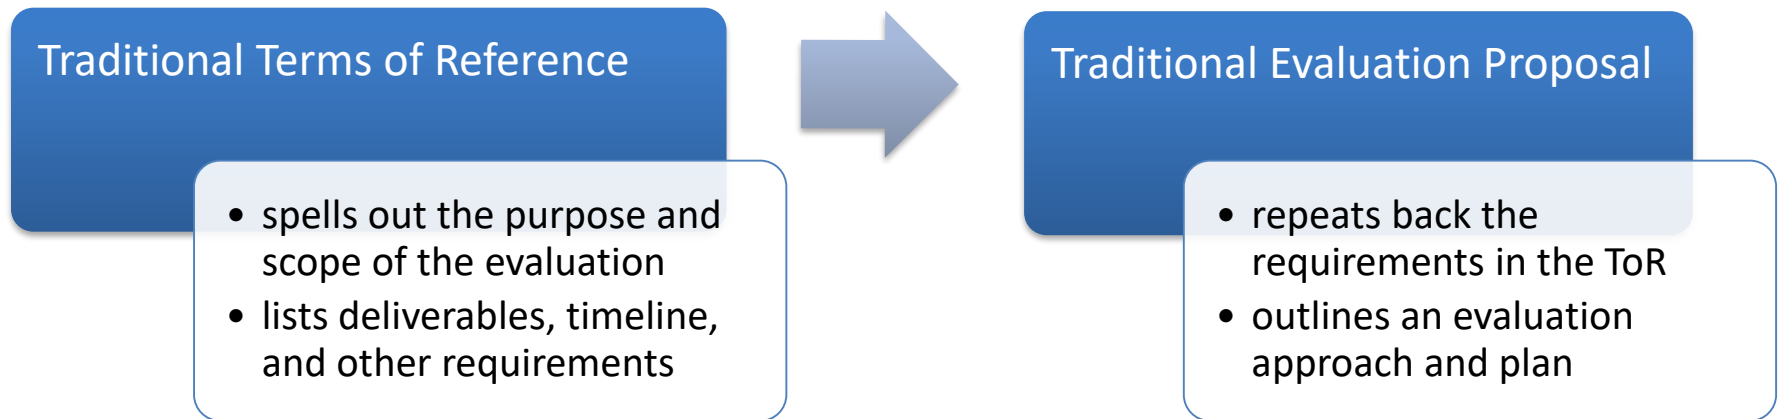 Traditional Terms of Reference
• spells out the purpose and
scope of the evaluation
• lists deliverables, timeline,
and other requirements
Traditional Evaluation Proposal
• repeats back the
requirements in the ToR
• outlines an evaluation
approach and plan